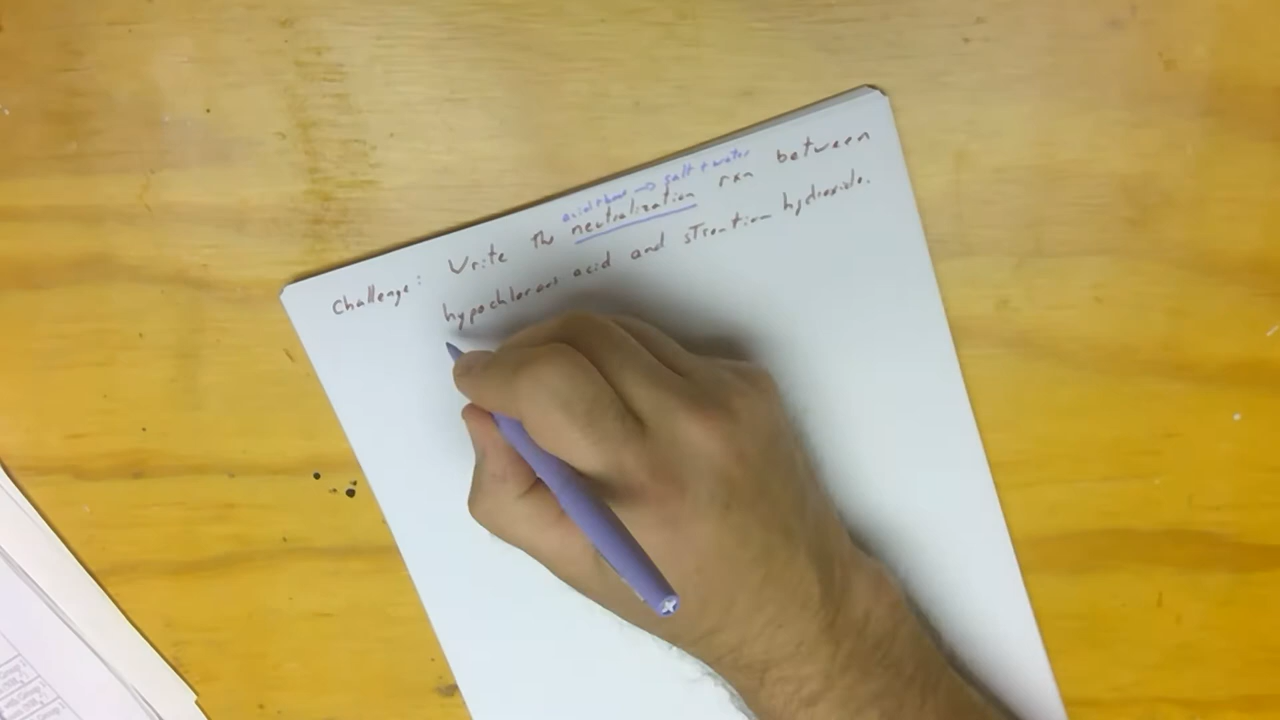 acid + base → salt + water
Challenge: Write the neutralization rxn between
hypochlorous acid and strontium hydroxide.